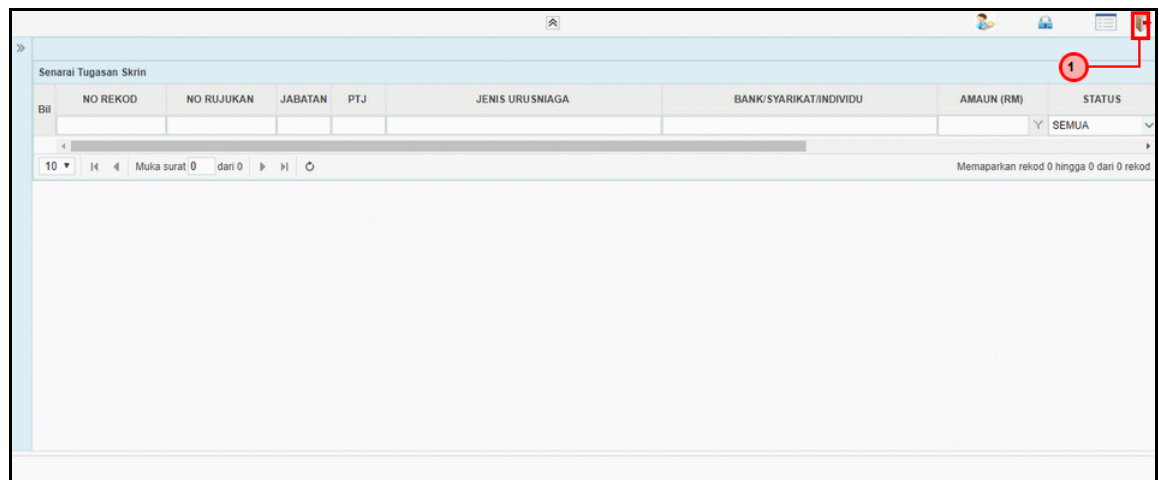 1
Senarai Tugasan Skrin
Bil NO REKOD NO RUJUKAN JABATAN PTJ JENIS URUSNIAGA BANK/SYARIKAT/INDIVIDU AMAUN (RM) STATUS
SEMUA
10 Muka surat 0 dari 0 Memaparkan rekod 0 hingga 0 dari 0 rekod